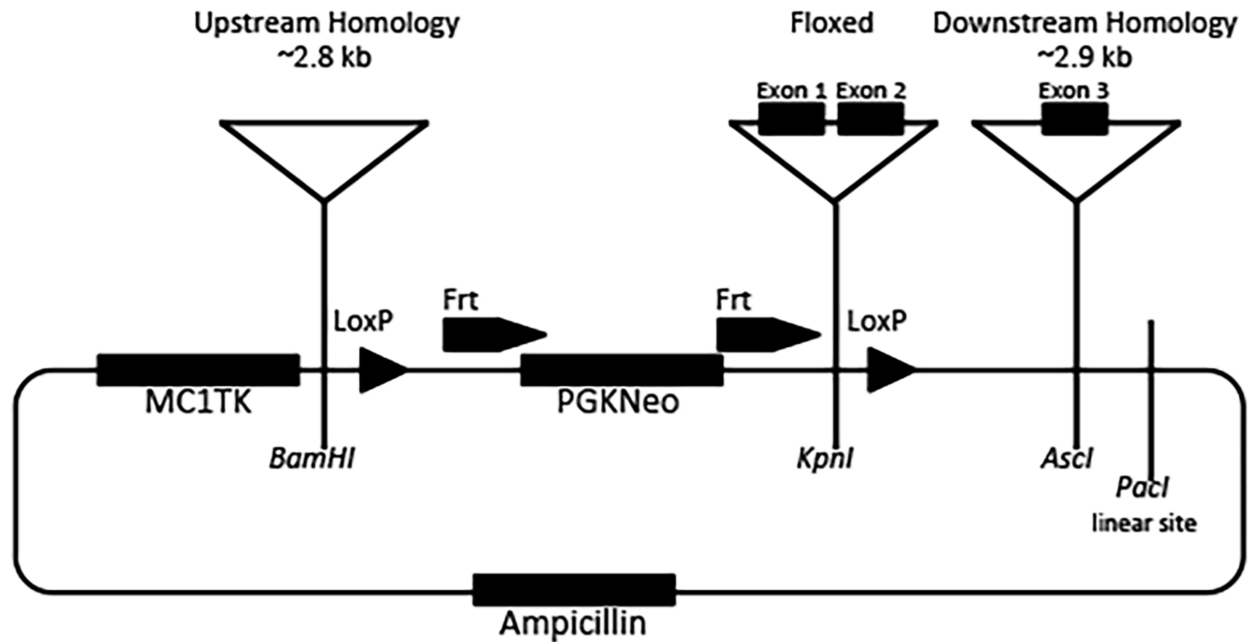 Upstream Homology
~2.8 kb
Floxed
Downstream Homology
~2.9 kb
Exon 1 Exon 2
Exon 3
Frt
Frt
LoxP
LoxP
MC1TK
PGKNeo
BamHI
KpnI
AscI
PacI
linear site
Ampicillin